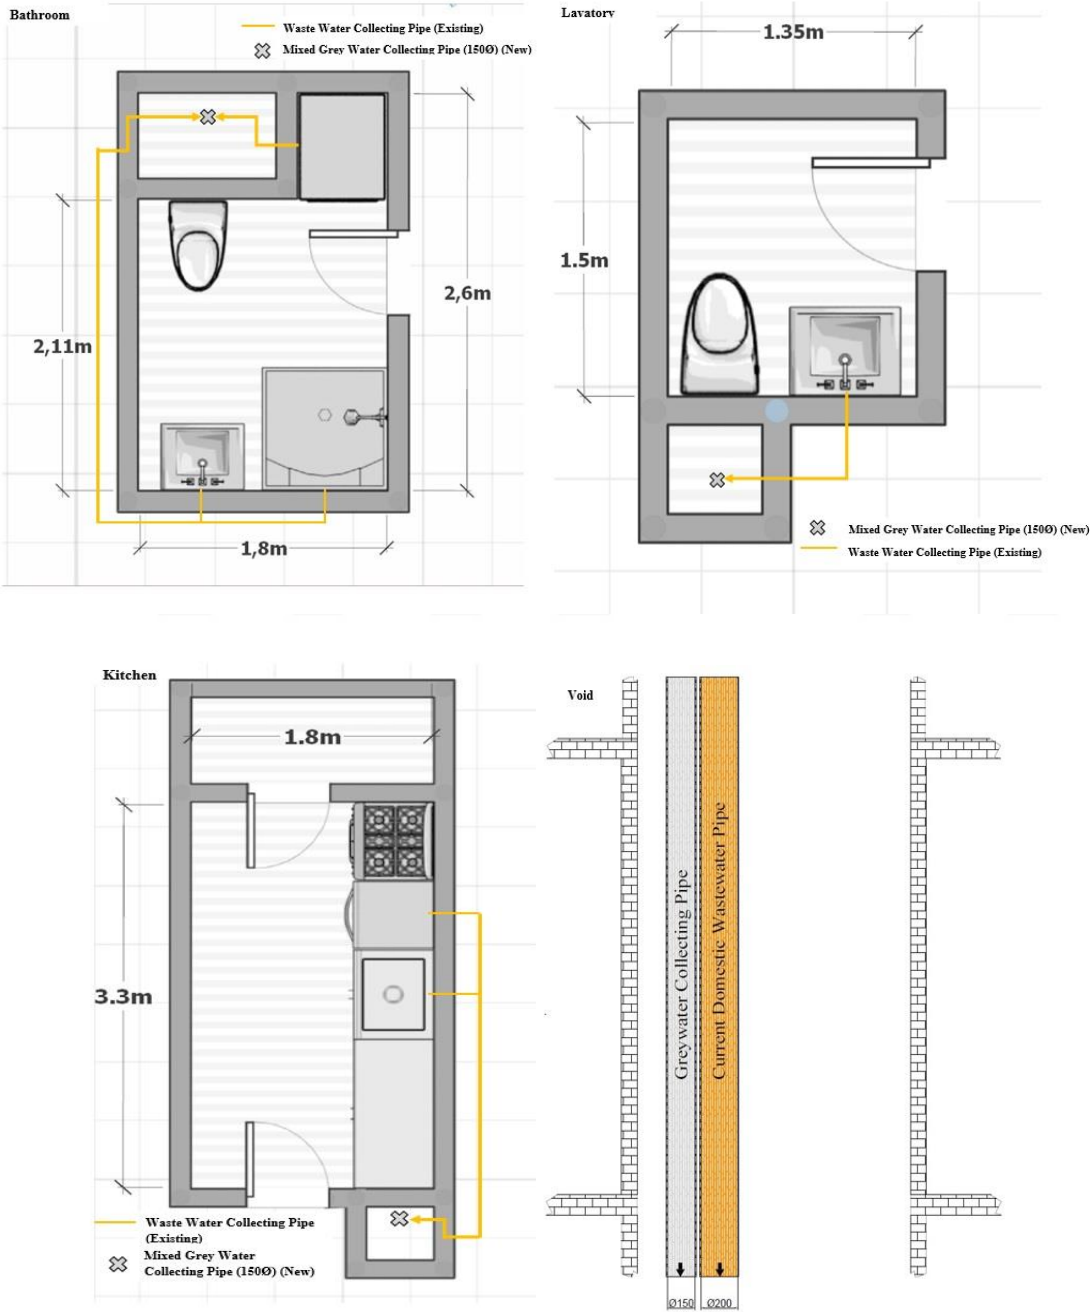 Bathroom
Waste Water Collecting Pipe (Existing)
Mixed Grey Water Collecting Pipe (150Ø) (New)
2,6m
2,11m
1,8m
Lavatory
1.35m
1.5m
Mixed Grey Water Collecting Pipe (150Ø) (New)
Waste Water Collecting Pipe (Existing)
Kitchen
1.8m
3.3m
Waste Water Collecting Pipe
(Existing)
Mixed Grey Water
Collecting Pipe (150Ø) (New)
Void
Greywater Collecting Pipe
Current Domestic Wastewater Pipe
Ø150
Ø200